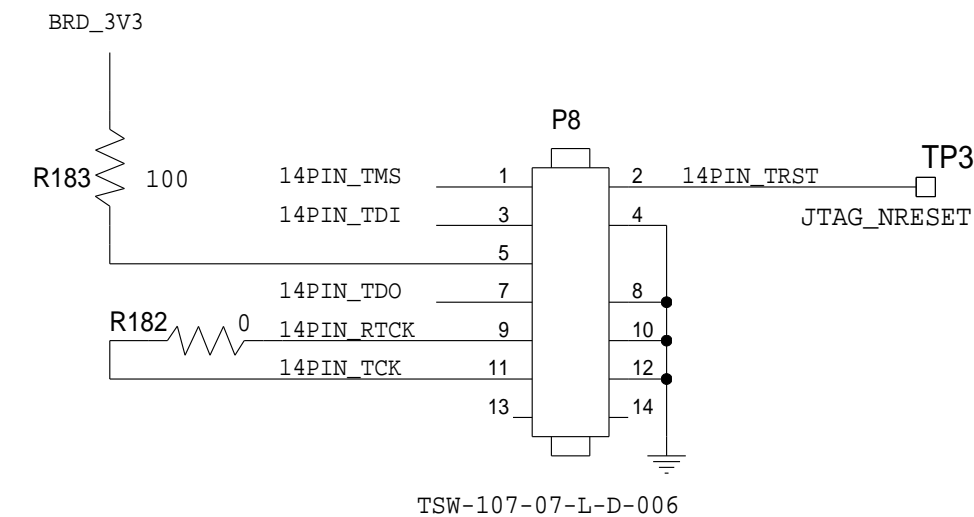 BRD_3V3
P8
R183 100 14PIN_TMS 1 2 14PIN_TRST TP3
14PIN_TDI 3 4 JTAG_NRESET
5
14PIN_TDO 7 8
R182 0 14PIN_RTCK 9 10
14PIN_TCK 11 12
13 14
TSW-107-07-L-D-006